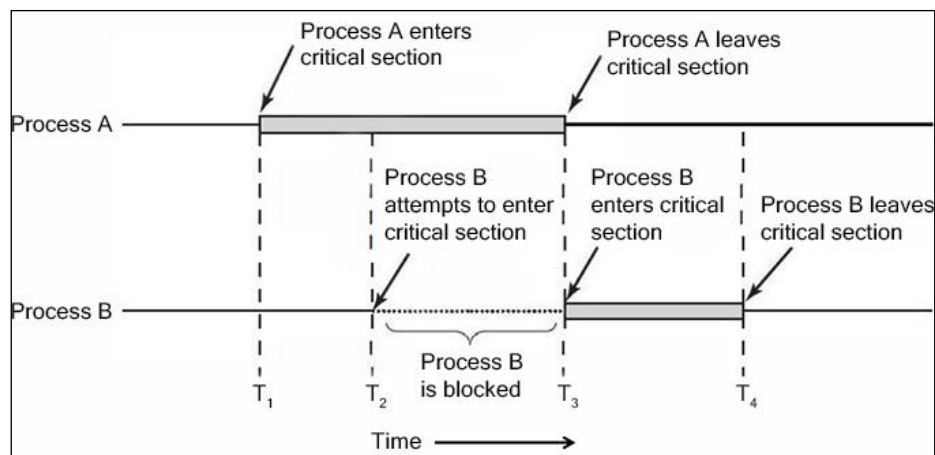 Process A enters
critical section
Process A leaves
critical section
Process A
Process B
attempts to enter
critical section
Process B
enters critical
section
Process B leaves
critical section
Process B
Process B
is blocked
T₁
T₂
T₃
T₄
Time